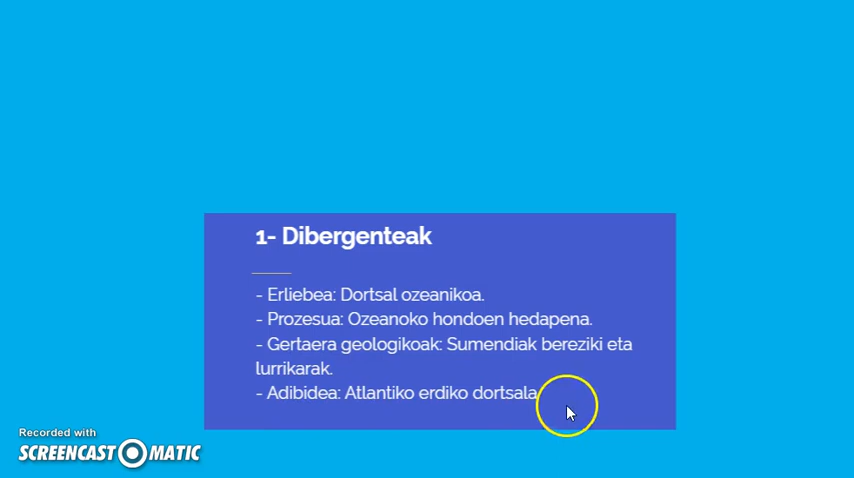 1- Dibergenteak
- Erliebea: Dortsal ozeanikoa.
- Prozesua: Ozeanoko hondoen hedapena.
- Gertaera geologikoak: Sumendiak bereziki eta
lurrikarak.
- Adibidea: Atlantiko erdiko dortsala
Recorded with
SCREENCAST MATIC